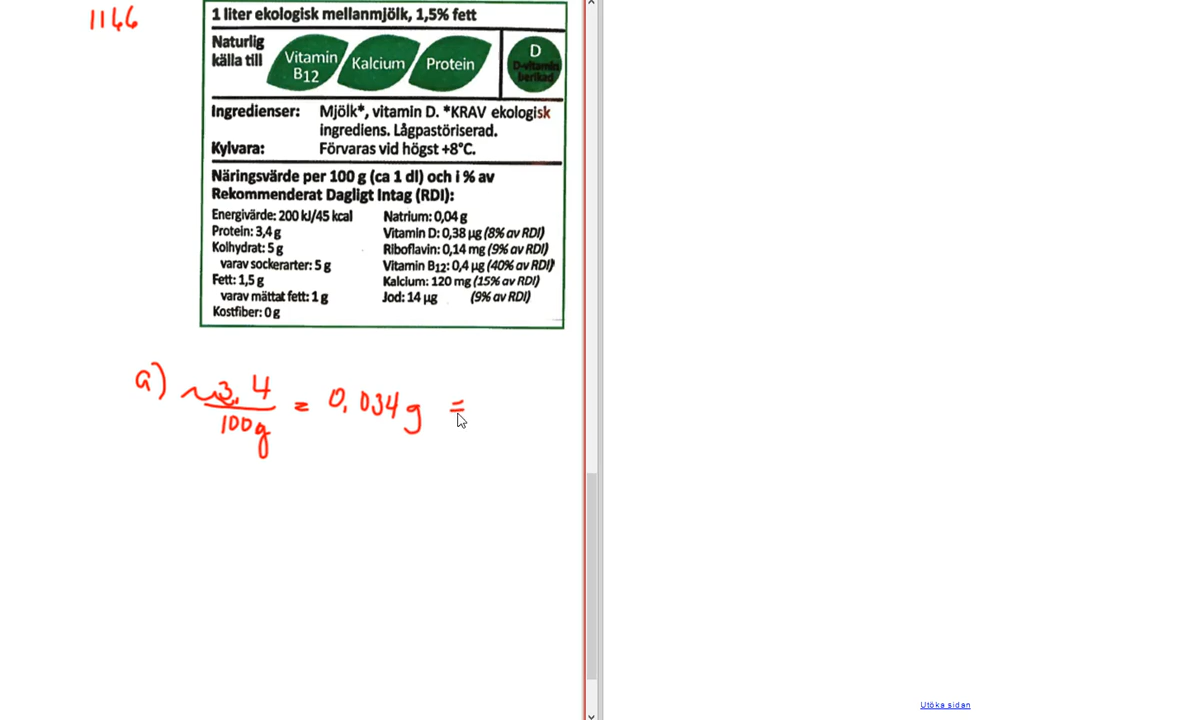 1146
1 liter ekologisk mellanmjölk, 1,5% fett
Naturlig
källa till
Vitamin
B12
Kalcium
Protein
D
D-vitamin
berikad
Ingredienser: Mjölk*, vitamin D. *KRAV ekologisk
ingrediens. Lågpastöriserad.
Kylvara: Förvaras vid högst +8°C.
Näringsvärde per 100 g (ca 1 dl) och i % av
Rekommenderat Dagligt Intag (RDI):
Energivärde: 200 kJ/45 kcal
Protein: 3,4 g
Kolhydrat: 5 g
varav sockerarter: 5 g
Fett: 1,5 g
varav mättat fett: 1 g
Kostfiber: 0 g
Natrium: 0,04 g
Vitamin D: 0,38 µg (8% av RDI)
Riboflavin: 0,14 mg (9% av RDI)
Vitamin B12: 0,4 µg (40% av RDI)
Kalcium: 120 mg (15% av RDI)
Jod: 14 µg (9% av RDI)
a) 3,4
100g
= 0,034g =
Utöka sidan